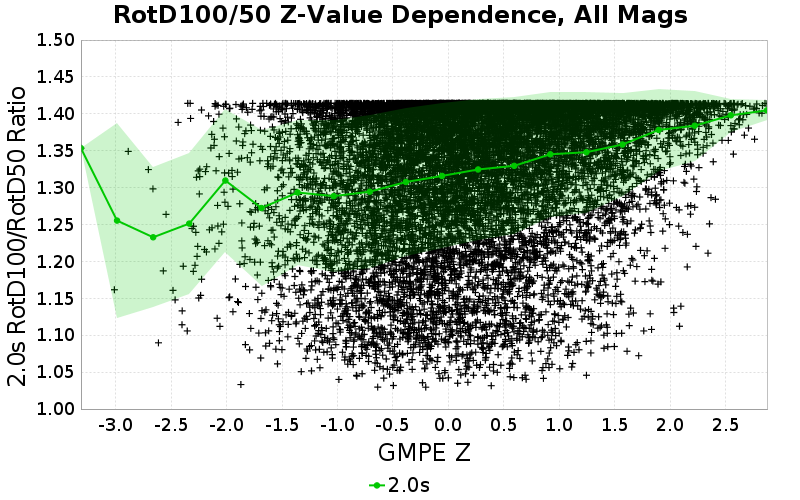 RotD100/50 Z-Value Dependence, All Mags
2.0s RotD100/RotD50 Ratio
1.50
1.45
1.40
1.35
1.30
1.25
1.20
1.15
1.10
1.05
1.00
-3.0 -2.5 -2.0 -1.5 -1.0 -0.5 0.0 0.5 1.0 1.5 2.0 2.5
GMPE Z
2.0s